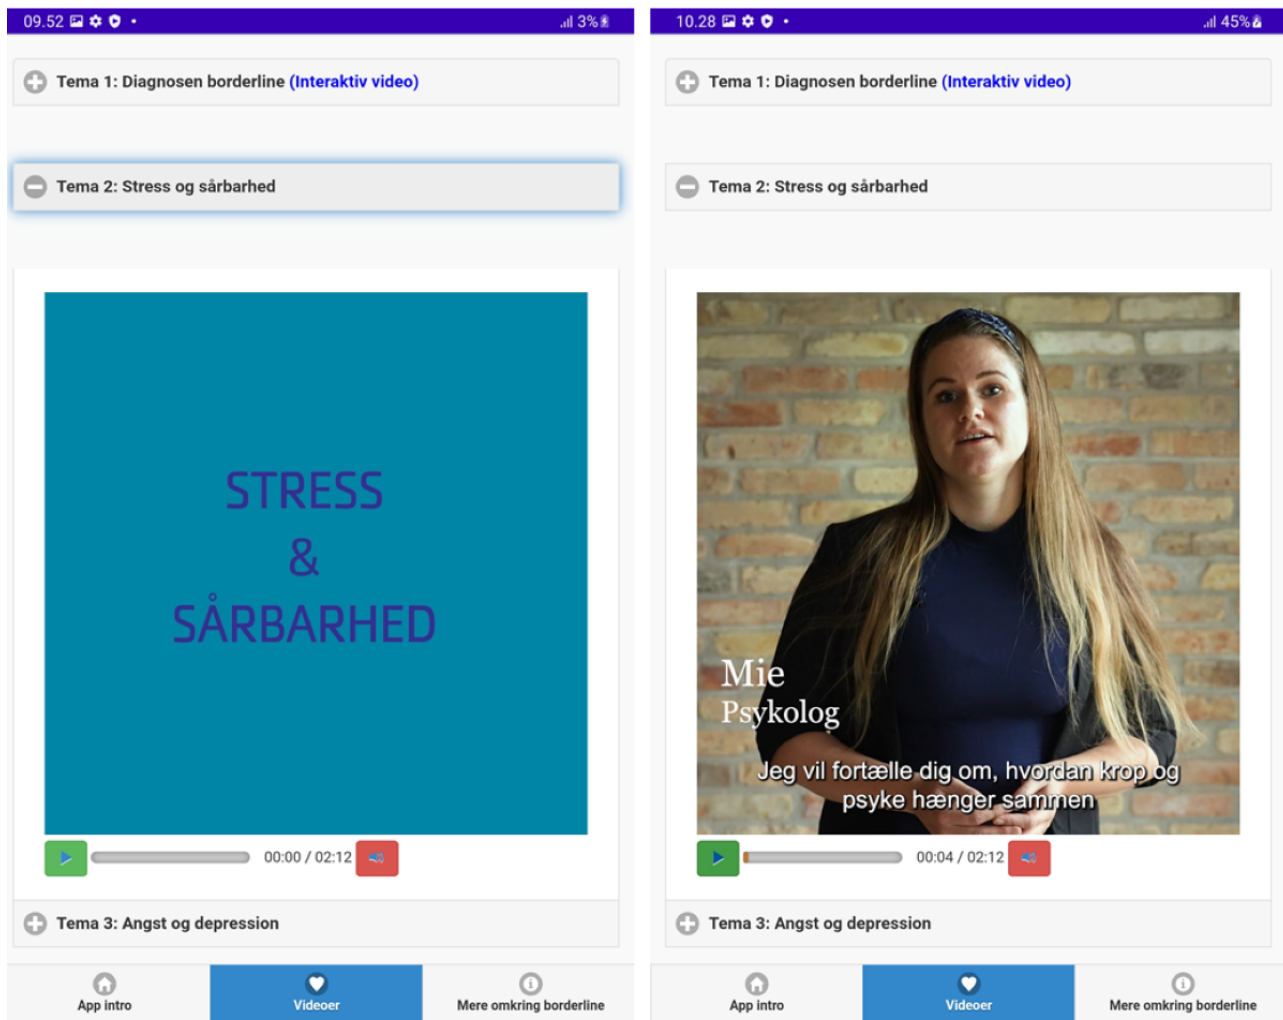 09.52
3%
Tema 1: Diagnosen borderline (Interaktiv video)
Tema 2: Stress og sårbarhed
STRESS
&
SÅRBARHED
00:00 / 02:12
Tema 3: Angst og depression
App intro
Videoer
Mere omkring borderline
10.28
45%
Tema 1: Diagnosen borderline (Interaktiv video)
Tema 2: Stress og sårbarhed
Mie
Psykolog
Jeg vil fortælle dig om, hvordan krop og
psyke hænger sammen
00:04 / 02:12
Tema 3: Angst og depression
App intro
Videoer
Mere omkring borderline